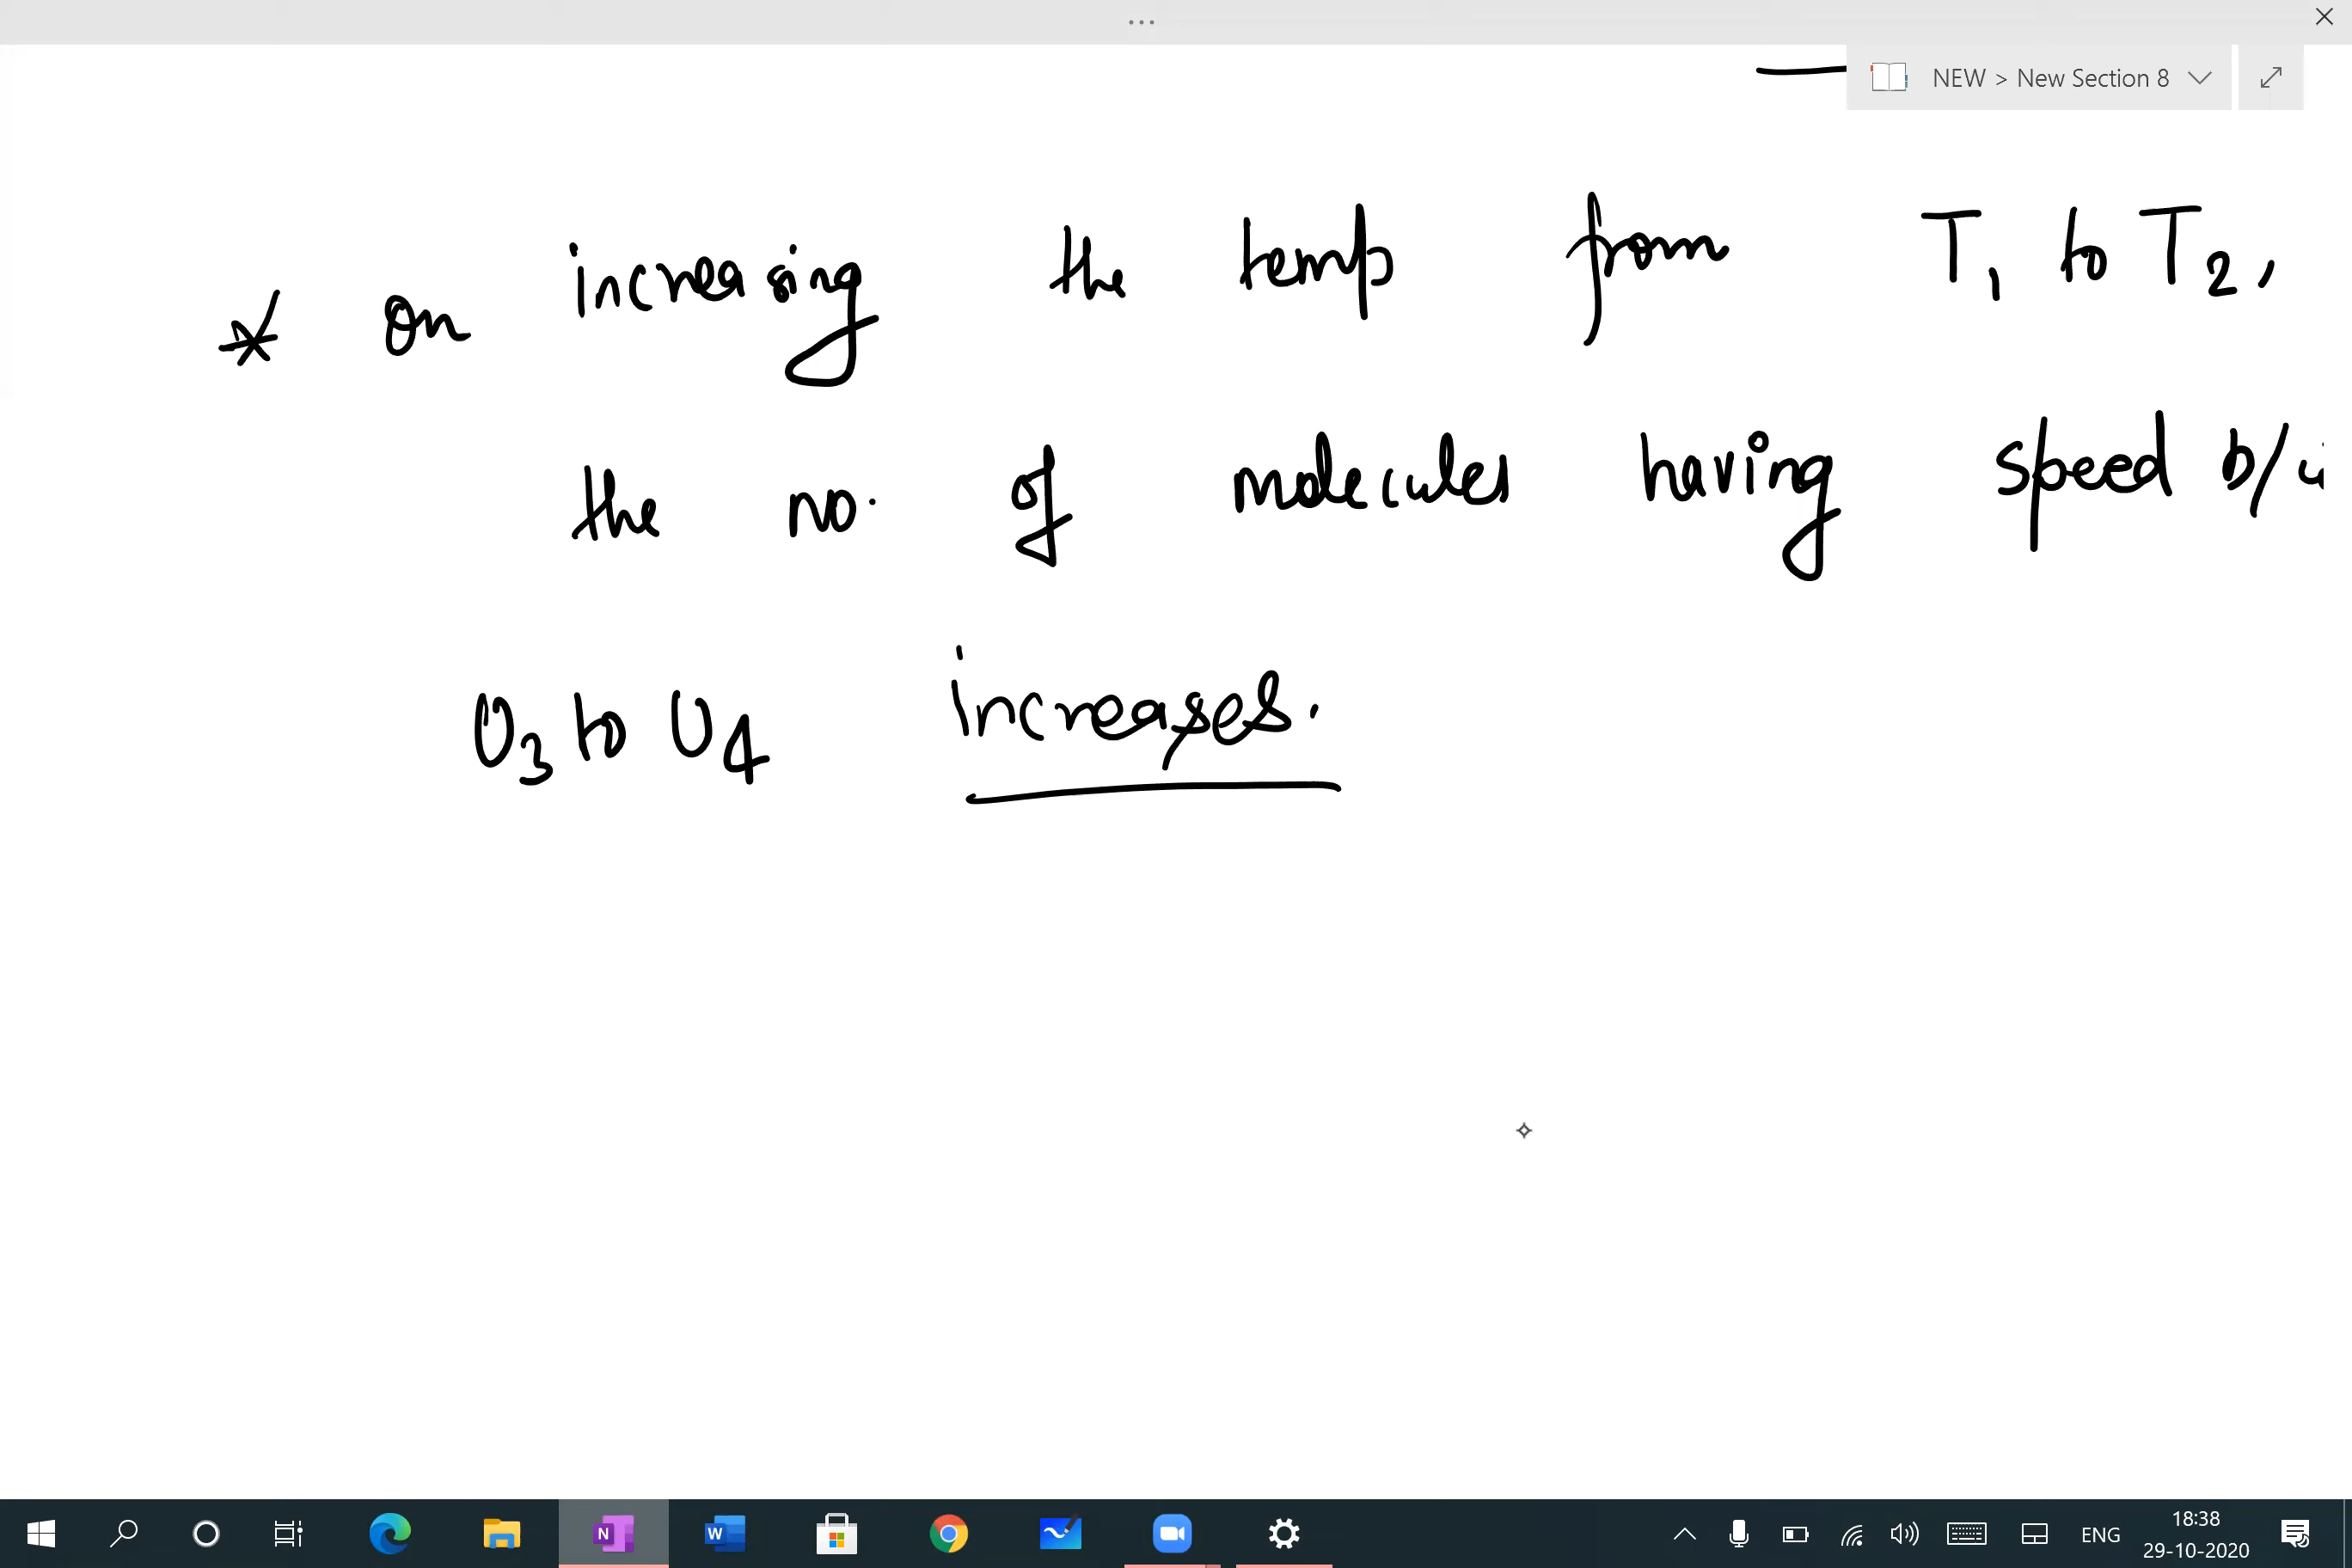 NEW > New Section 8
* on increasing the temp from T₁ to T₂,
the no. of molecules having speed b/w
U₃ to U₄ increases.
ENG
18:38
29-10-2020